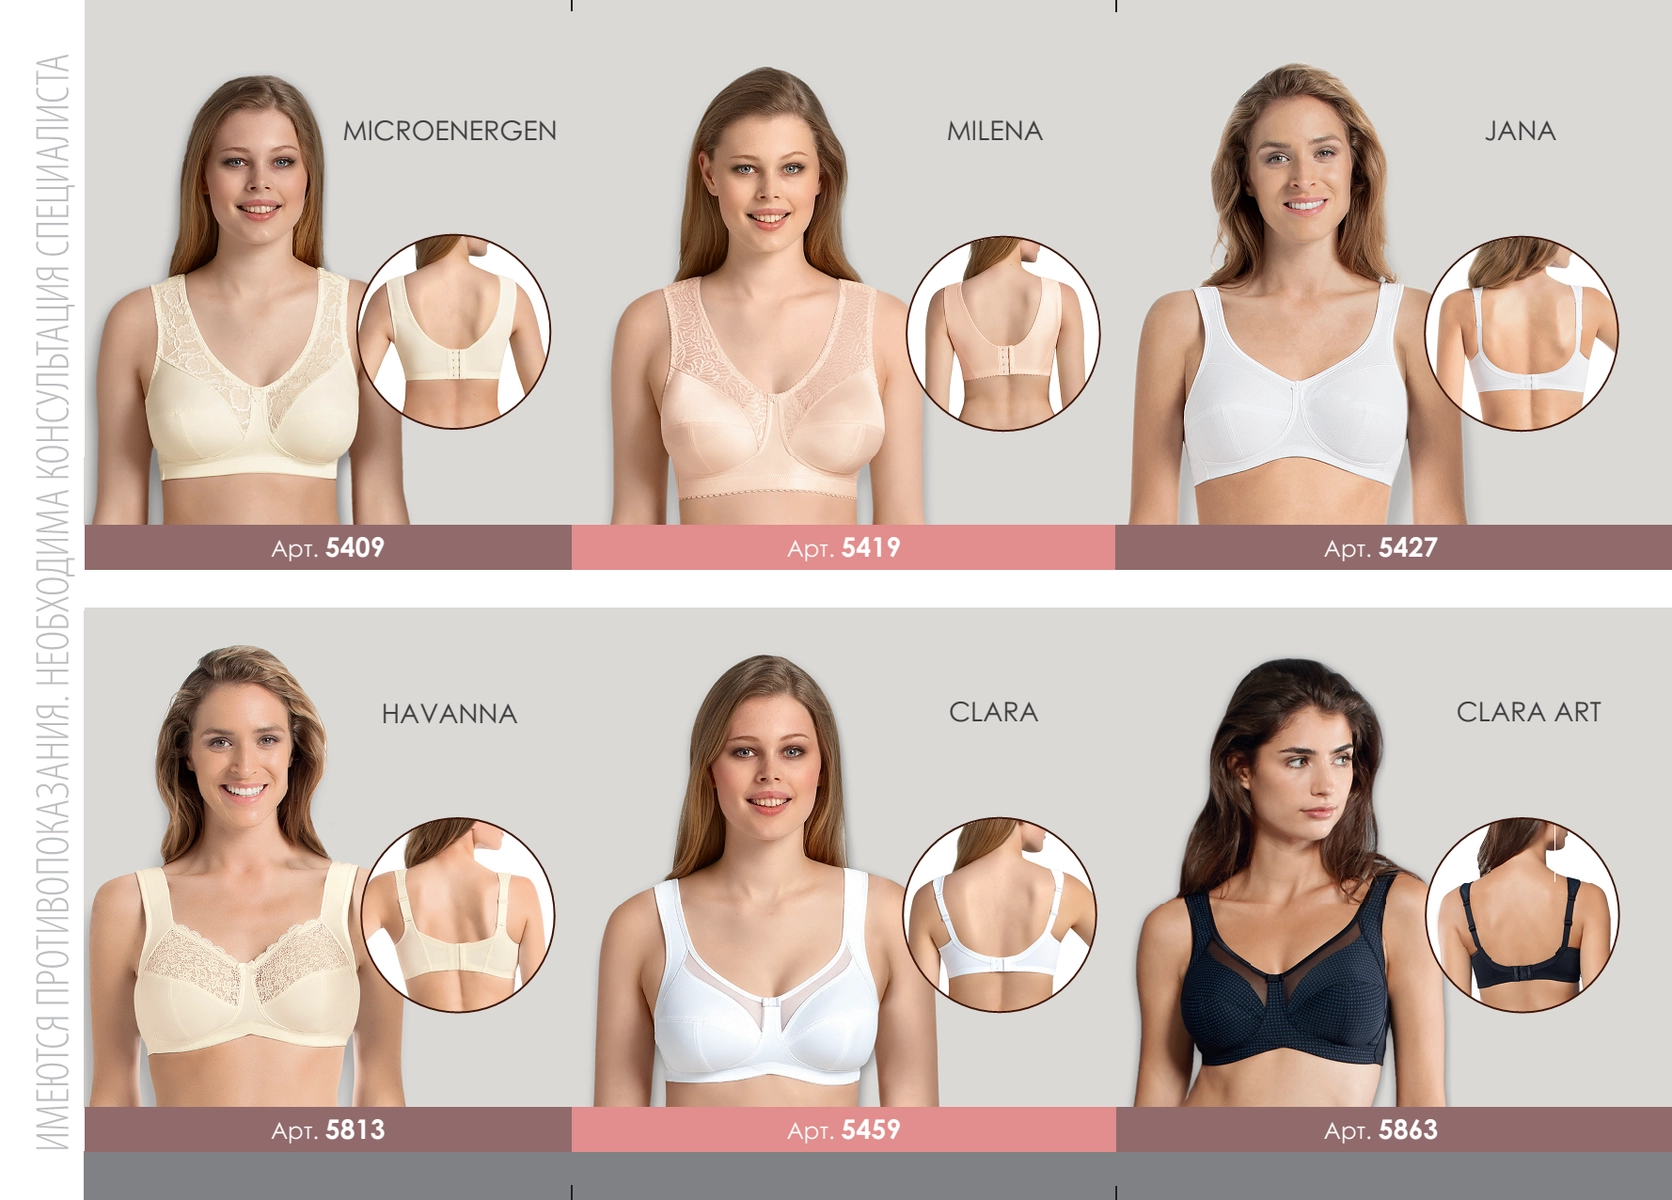 ИМЕЮТСЯ ПРОТИВОПОКАЗАНИЯ. НЕОБХОДИМА КОНСУЛЬТАЦИЯ СПЕЦИАЛИСТА
MICROENERGEN
MILENA
JANA
Арт. 5409
Арт. 5419
Арт. 5427
HAVANNA
CLARA
CLARA ART
Арт. 5813
Арт. 5459
Арт. 5863